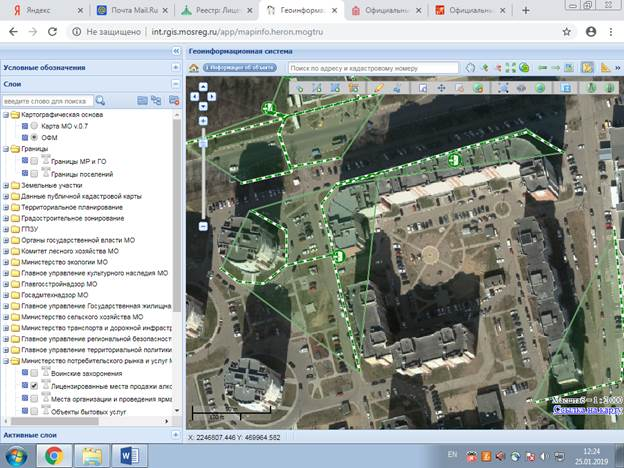 Яндекс
Почта Mail.Ru
Реестр: Лицен
Геоинформ
Официальны
Официальны
Не защищено | int.rgis.mosreg.ru/app/mapinfo.heron.mogtru
Геоинформационная система
Условные обозначения
Информация об объекте
Поиск по адресу и кадастровому номеру
Слои
введите слово для поиска
Картографическая основа
Карта МО v.0.7
ОФМ
Границы
Границы МР и ГО
Границы поселений
Земельные участки
Данные публичной кадастровой карты
Территориальное планирование
Градостроительное зонирование
ГПЗУ
Органы государственной власти МО
Комитет лесного хозяйства МО
Министерство экологии МО
Главное управление культурного наследия МО
Главгосстройнадзор МО
Госадмтехнадзор МО
Главное управление Государственная жилищна
Министерство сельского хозяйства МО
Министерство транспорта и дорожной инфрастр
Главное управление региональной безопасност
Главное управление территориальной политики
Министерство потребительского рынка и услуг М
Воинские захоронения
Лицензированные места продажи алко
Места организации и проведения ярма
Объекты бытовых услуг
Масштаб = 1 : 2000
Ссылка на карту
Активные слои
X: 2246807.446 Y: 469964.582
EN
12:24
25.01.2019